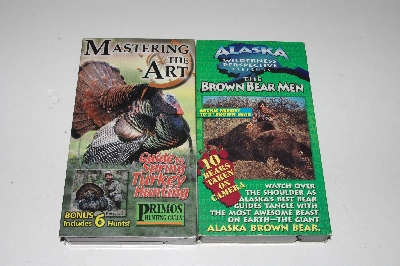 MASTERING THE
ART
Guide to
Spring
Turkey
Hunting
PRIMOS
HUNTING CALLS
BONUS
Includes 6 Hunts!
ALASKA
WILDERNESS
PERSPECTIVE
PRESENTS
THE
BROWN BEAR MEN
10
BEARS
TAKEN ON
CAMERA
WATCH OVER
THE SHOULDER AS
ALASKA'S BEST BEAR
GUIDES TANGLE WITH
THE MOST AWESOME BEAST
ON EARTH—THE GIANT
ALASKA BROWN BEAR.